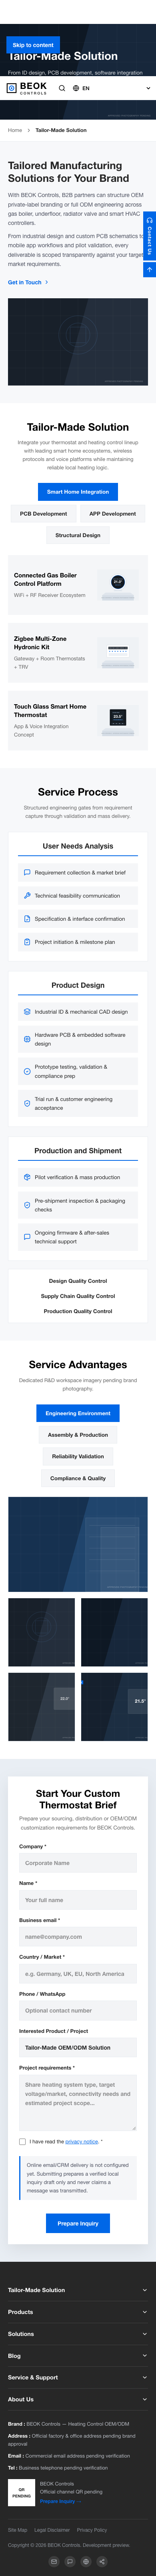 Skip to content
Tailor-Made Solution
From ID design, PCB development, software integration
BEOK
CONTROLS
EN
Home
Tailor-Made Solution
Tailored Manufacturing
Solutions for Your Brand
With BEOK Controls, B2B partners can structure OEM
private-label branding or full ODM engineering across
gas boiler, underfloor, radiator valve and smart HVAC
controllers.
From industrial design and custom PCB schematics to
mobile app workflows and pilot validation, every
deliverable is scoped transparently against your target
market requirements.
Get in Touch
Contact Us
Tailor-Made Solution
Integrate your thermostat and heating control lineup
with leading smart home ecosystems, wireless
protocols and voice platforms while maintaining
reliable local heating logic.
Smart Home Integration
PCB Development
APP Development
Structural Design
Connected Gas Boiler
Control Platform
WiFi + RF Receiver Ecosystem
Zigbee Multi-Zone
Hydronic Kit
Gateway + Room Thermostats
+ TRV
Touch Glass Smart Home
Thermostat
App & Voice Integration
Concept
Service Process
Structured engineering gates from requirement
capture through validation and mass delivery.
User Needs Analysis
Requirement collection & market brief
Technical feasibility communication
Specification & interface confirmation
Project initiation & milestone plan
Product Design
Industrial ID & mechanical CAD design
Hardware PCB & embedded software
design
Prototype testing, validation &
compliance prep
Trial run & customer engineering
acceptance
Production and Shipment
Pilot verification & mass production
Pre-shipment inspection & packaging
checks
Ongoing firmware & after-sales
technical support
Design Quality Control
Supply Chain Quality Control
Production Quality Control
Service Advantages
Dedicated R&D workspace imagery pending brand
photography.
Engineering Environment
Assembly & Production
Reliability Validation
Compliance & Quality
Start Your Custom
Thermostat Brief
Prepare your sourcing, distribution or OEM/ODM
customization requirements for BEOK Controls.
Company *
Corporate Name
Name *
Your full name
Business email *
name@company.com
Country / Market *
e.g. Germany, UK, EU, North America
Phone / WhatsApp
Optional contact number
Interested Product / Project
Tailor-Made OEM/ODM Solution
Project requirements *
Share heating system type, target
voltage/market, connectivity needs and
estimated project scope...
I have read the privacy notice. *
Online email/CRM delivery is not configured
yet. Submitting prepares a verified local
inquiry draft only and never claims a
message was transmitted.
Prepare Inquiry
Tailor-Made Solution
Products
Solutions
Blog
Service & Support
About Us
Brand : BEOK Controls — Heating Control OEM/ODM
Address : Official factory & office address pending brand
approval
Email : Commercial email address pending verification
Tel : Business telephone pending verification
QR
PENDING
BEOK Controls
Official channel QR pending
Prepare Inquiry →
Site Map
Legal Disclaimer
Privacy Policy
Copyright © 2026 BEOK Controls. Development preview.